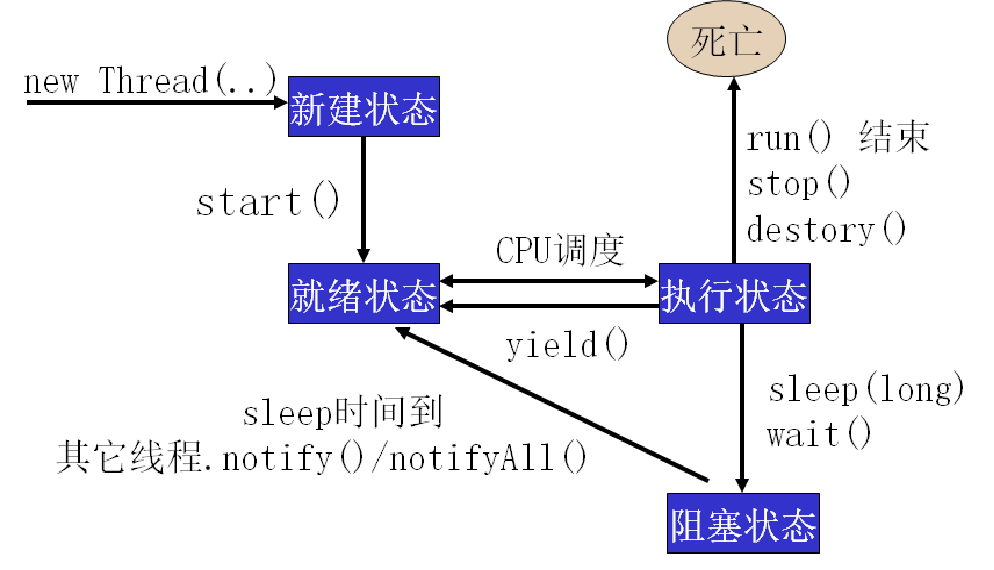 死亡
new Thread(..)
新建状态
run() 结束
stop()
destory()
start()
CPU调度
就绪状态
执行状态
yield()
sleep(long)
wait()
sleep时间到
其它线程.notify()/notifyAll()
阻塞状态